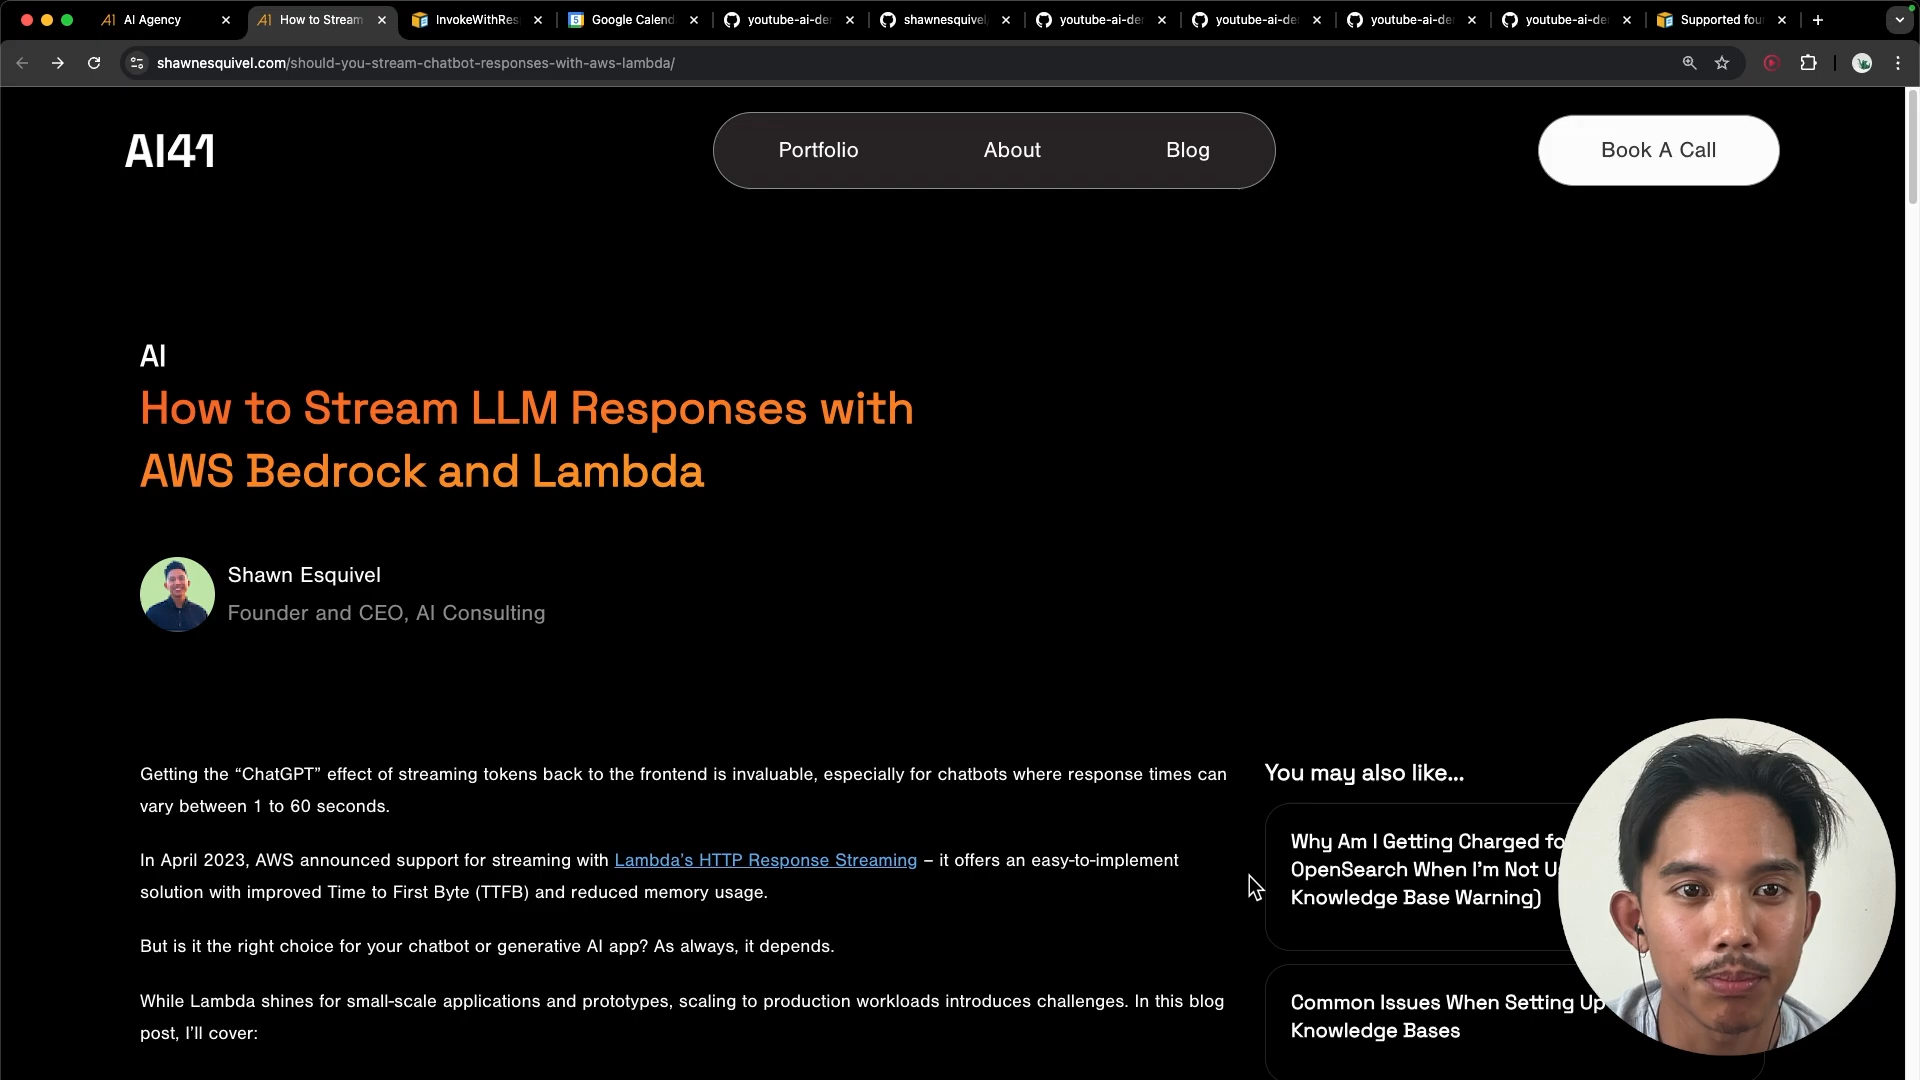 AI Agency
How to Stream
InvokeWithRes
Google Calend
youtube-ai-de
shawnesquivel
youtube-ai-de
youtube-ai-de
youtube-ai-de
youtube-ai-de
Supported fou
shawnesquivel.com/should-you-stream-chatbot-responses-with-aws-lambda/
AI41
Portfolio
About
Blog
Book A Call
AI
How to Stream LLM Responses with
AWS Bedrock and Lambda
Shawn Esquivel
Founder and CEO, AI Consulting
Getting the “ChatGPT” effect of streaming tokens back to the frontend is invaluable, especially for chatbots where response times can
vary between 1 to 60 seconds.
In April 2023, AWS announced support for streaming with Lambda’s HTTP Response Streaming – it offers an easy-to-implement
solution with improved Time to First Byte (TTFB) and reduced memory usage.
But is it the right choice for your chatbot or generative AI app? As always, it depends.
While Lambda shines for small-scale applications and prototypes, scaling to production workloads introduces challenges. In this blog
post, I’ll cover:
You may also like...
Why Am I Getting Charged fo
OpenSearch When I’m Not U
Knowledge Base Warning)
Common Issues When Setting Up
Knowledge Bases